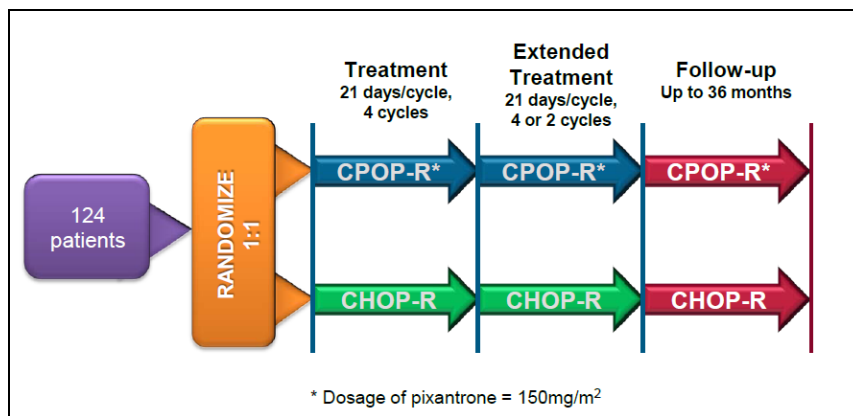 Treatment
21 days/cycle,
4 cycles
Extended
Treatment
21 days/cycle,
4 or 2 cycles
Follow-up
Up to 36 months
124
patients
RANDOMIZE
1:1
CPOP-R*
CPOP-R*
CPOP-R*
CHOP-R
CHOP-R
CHOP-R
* Dosage of pixantrone = 150mg/m²